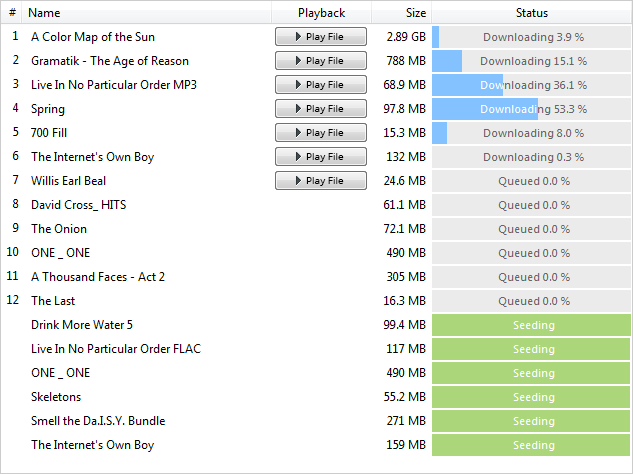 # Name Playback Size Status
1 A Color Map of the Sun Play File 2.89 GB Downloading 3.9 %
2 Gramatik - The Age of Reason Play File 788 MB Downloading 15.1 %
3 Live In No Particular Order MP3 Play File 68.9 MB Downloading 36.1 %
4 Spring Play File 97.8 MB Downloading 53.3 %
5 700 Fill Play File 15.3 MB Downloading 8.0 %
6 The Internet's Own Boy Play File 132 MB Downloading 0.3 %
7 Willis Earl Beal Play File 24.6 MB Queued 0.0 %
8 David Cross_ HITS 61.1 MB Queued 0.0 %
9 The Onion 72.1 MB Queued 0.0 %
10 ONE _ ONE 490 MB Queued 0.0 %
11 A Thousand Faces - Act 2 305 MB Queued 0.0 %
12 The Last 16.3 MB Queued 0.0 %
Drink More Water 5 99.4 MB Seeding
Live In No Particular Order FLAC 117 MB Seeding
ONE _ ONE 490 MB Seeding
Skeletons 55.2 MB Seeding
Smell the Da.I.S.Y. Bundle 271 MB Seeding
The Internet's Own Boy 159 MB Seeding